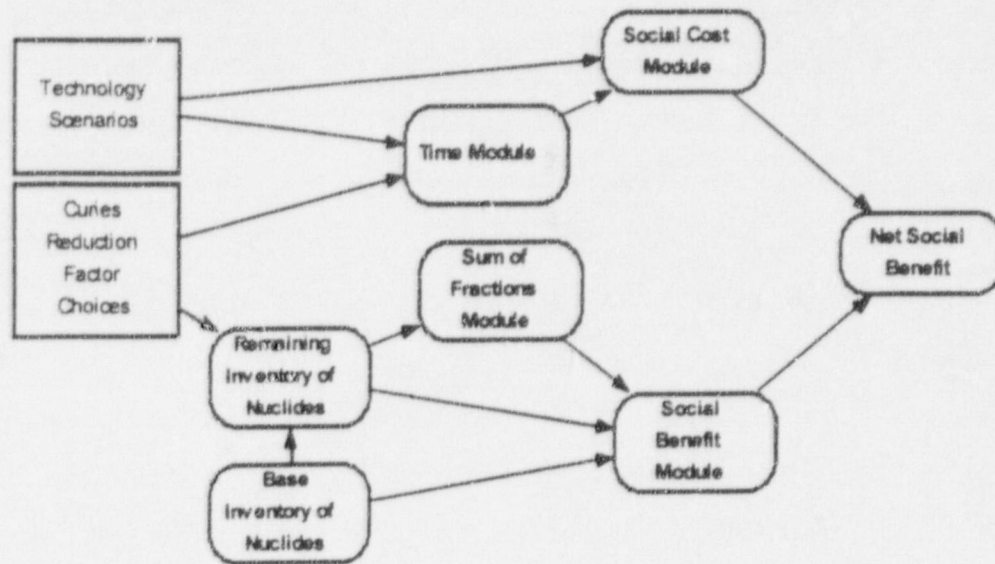 Technology
Scenarios
Social Cost
Module
Time Module
Curies
Reduction
Factor
Choices
Sum of
Fractions
Module
Net Social
Benefit
Remaining
Inventory of
Nuclides
Social
Benefit
Module
Base
Inventory of
Nuclides